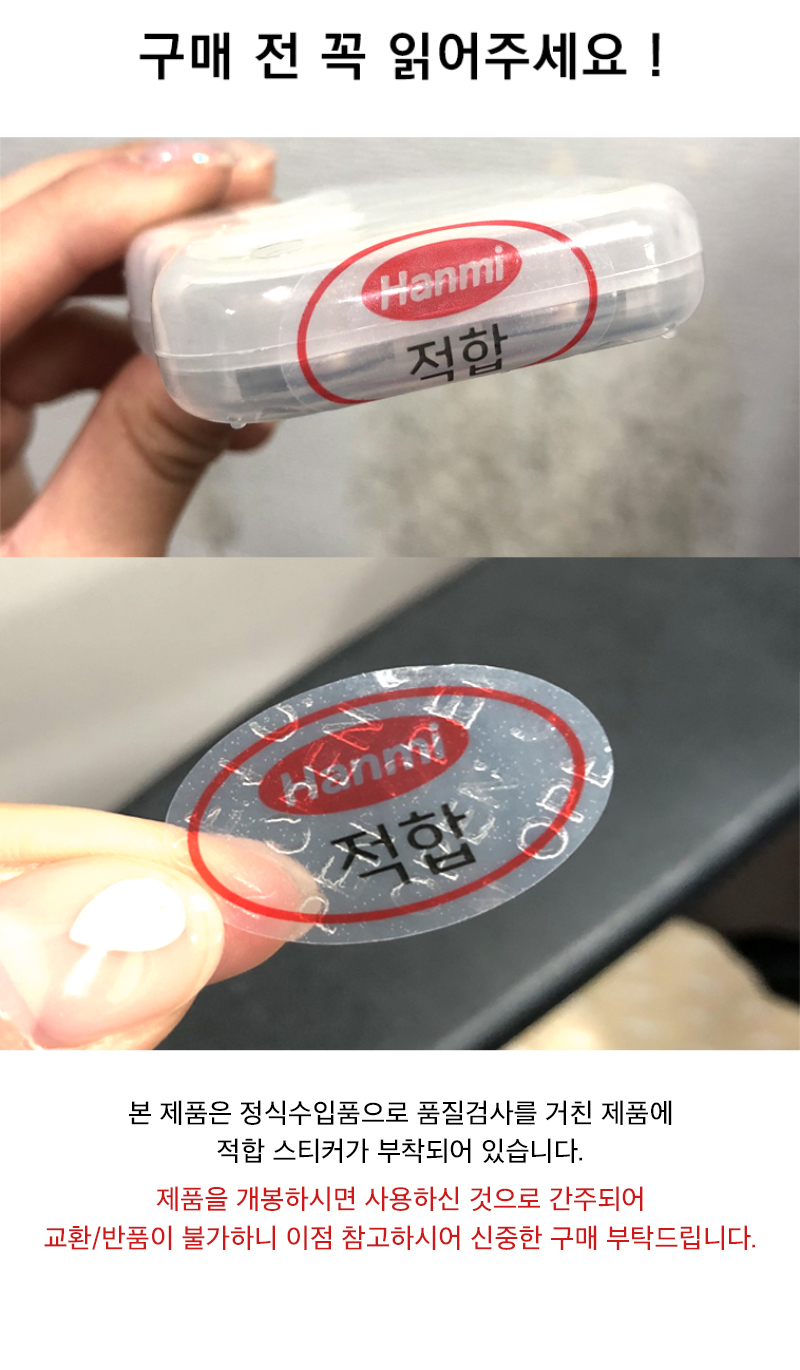 구매 전 꼭 읽어주세요 !
Hanmi
적합
Hanmi
적합
OPE
본 제품은 정식수입품으로 품질검사를 거친 제품에
적합 스티커가 부착되어 있습니다.
제품을 개봉하시면 사용하신 것으로 간주되어
교환/반품이 불가하니 이점 참고하시어 신중한 구매 부탁드립니다.